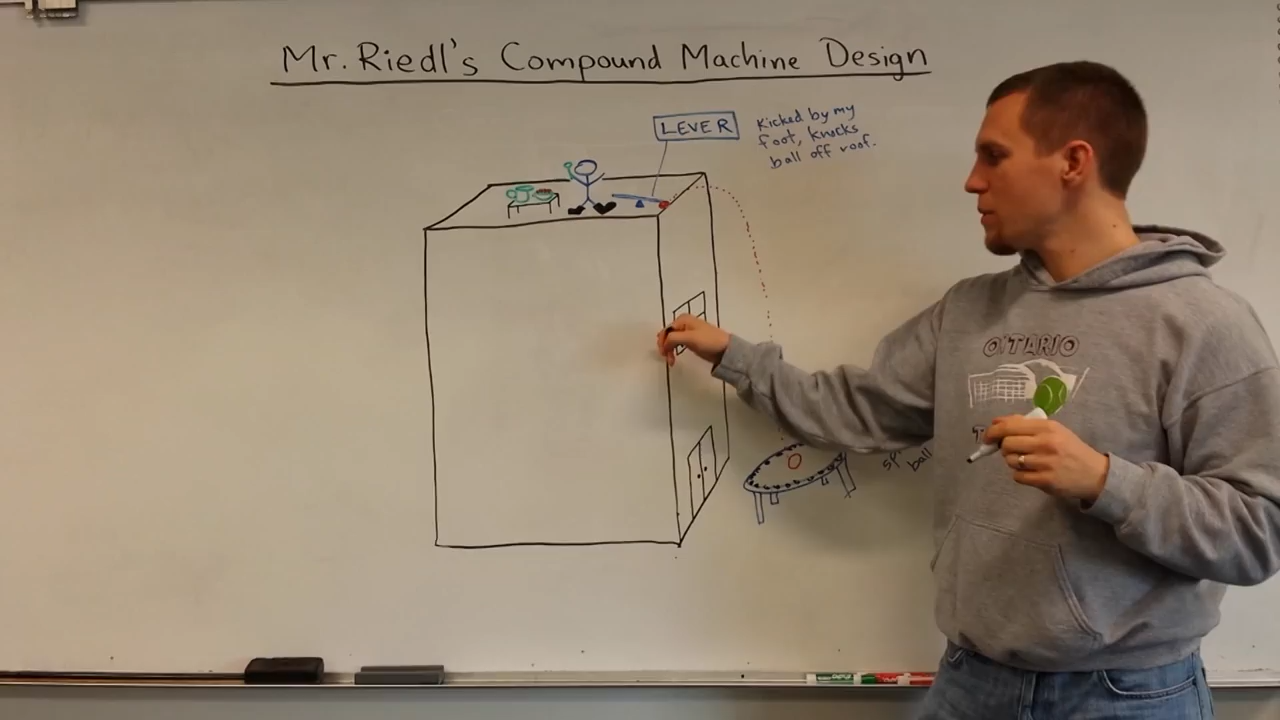 Mr. Riedl's Compound Machine Design
LEVER
Kicked by my
foot, knocks
ball off roof.
ONTARIO
ball